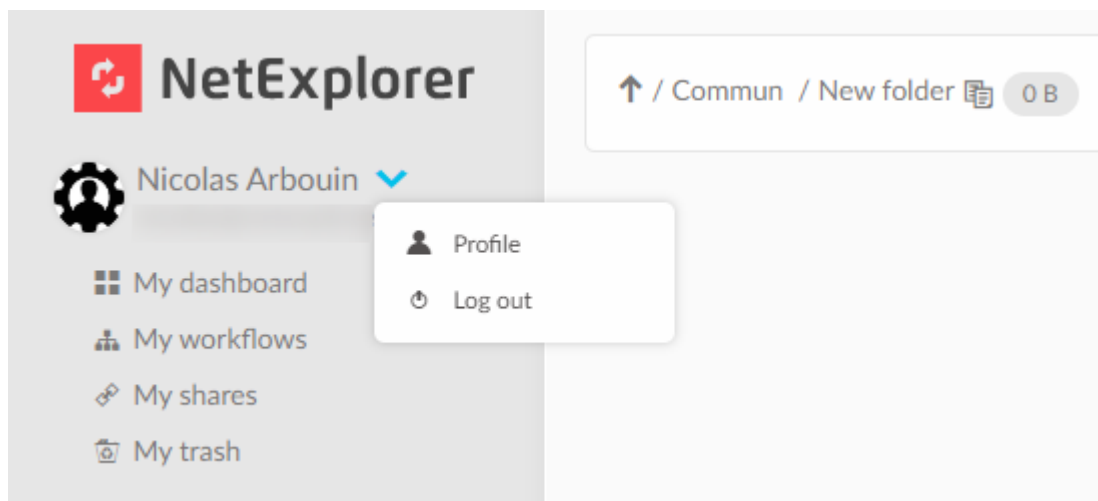 NetExplorer
Nicolas Arbouin
My dashboard
My workflows
My shares
My trash
Profile
Log out
/ Commun / New folder 0 B